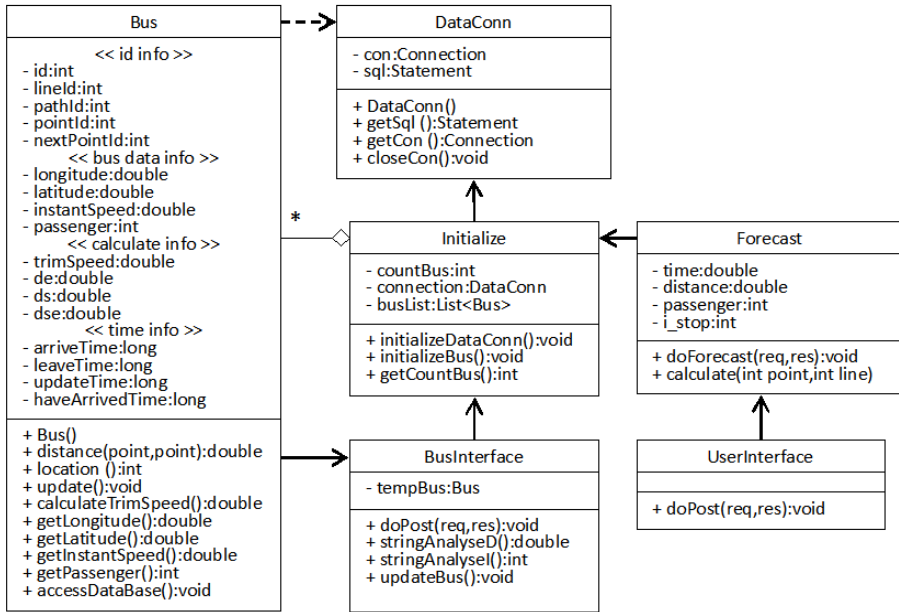 Bus
<< id info >>
- id:int
- lineId:int
- pathId:int
- pointId:int
- nextPointId:int
<< bus data info >>
- longitude:double
- latitude:double
- instantSpeed:double
- passenger:int
<< calculate info >>
- trimSpeed:double
- de:double
- ds:double
- dse:double
<< time info >>
- arriveTime:long
- leaveTime:long
- updateTime:long
- haveArrivedTime:long
+ Bus()
+ distance(point,point):double
+ location ():int
+ update():void
+ calculateTrimSpeed():double
+ getLongitude():double
+ getLatitude():double
+ getInstantSpeed():double
+ getPassenger():int
+ accessDataBase():void
DataConn
- con:Connection
- sql:Statement
+ DataConn()
+ getSql ():Statement
+ getCon ():Connection
+ closeCon():void
*
Initialize
- countBus:int
- connection:DataConn
- busList:List<Bus>
+ initializeDataConn():void
+ initializeBus():void
+ getCountBus():int
Forecast
- time:double
- distance:double
- passenger:int
- i_stop:int
+ doForecast(req,res):void
+ calculate(int point,int line)
BusInterface
- tempBus:Bus
+ doPost(req,res):void
+ stringAnalyseD():double
+ stringAnalyseI():int
+ updateBus():void
UserInterface
+ doPost(req,res):void